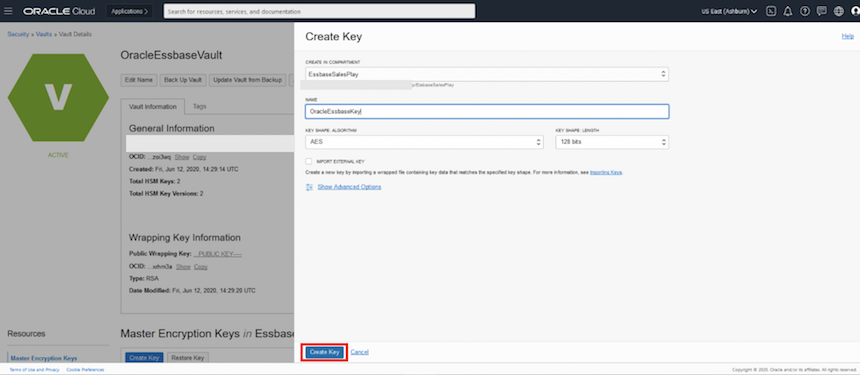 ORACLE Cloud
Applications >
Search for resources, services, and documentation
US East (Ashburn)
Security » Vaults » Vault Details
V
ACTIVE
OracleEssbaseVault
Edit Name
Back Up Vault
Update Vault from Backup
Vault Information
Tags
General Information
OCID: ...zoi3wq Show Copy
Created: Fri, Jun 12, 2020, 14:29:14 UTC
Total HSM Keys: 2
Total HSM Key Versions: 2
Wrapping Key Information
Public Wrapping Key: ...PUBLIC KEY-----
Show Copy
Type: RSA
Date Modified: Fri, Jun 12, 2020, 14:29:20 UTC
Resources
Master Encryption Keys
Master Encryption Keys in Essbase
Create Key
Restore Key
Create Key
Help
CREATE IN COMPARTMENT
EssbaseSalesPlay
NAME
OracleEssbaseKey
KEY SHAPE: ALGORITHM
KEY SHAPE: LENGTH
AES
128 bits
IMPORT EXTERNAL KEY
Create a new key by importing a wrapped file containing key data that matches the specified key shape. For more information, see Importing Keys.
Show Advanced Options
Create Key
Cancel
Terms of Use and Privacy
Cookie Preferences
Copyright © 2020, Oracle and/or its affiliates. All rights reserved.